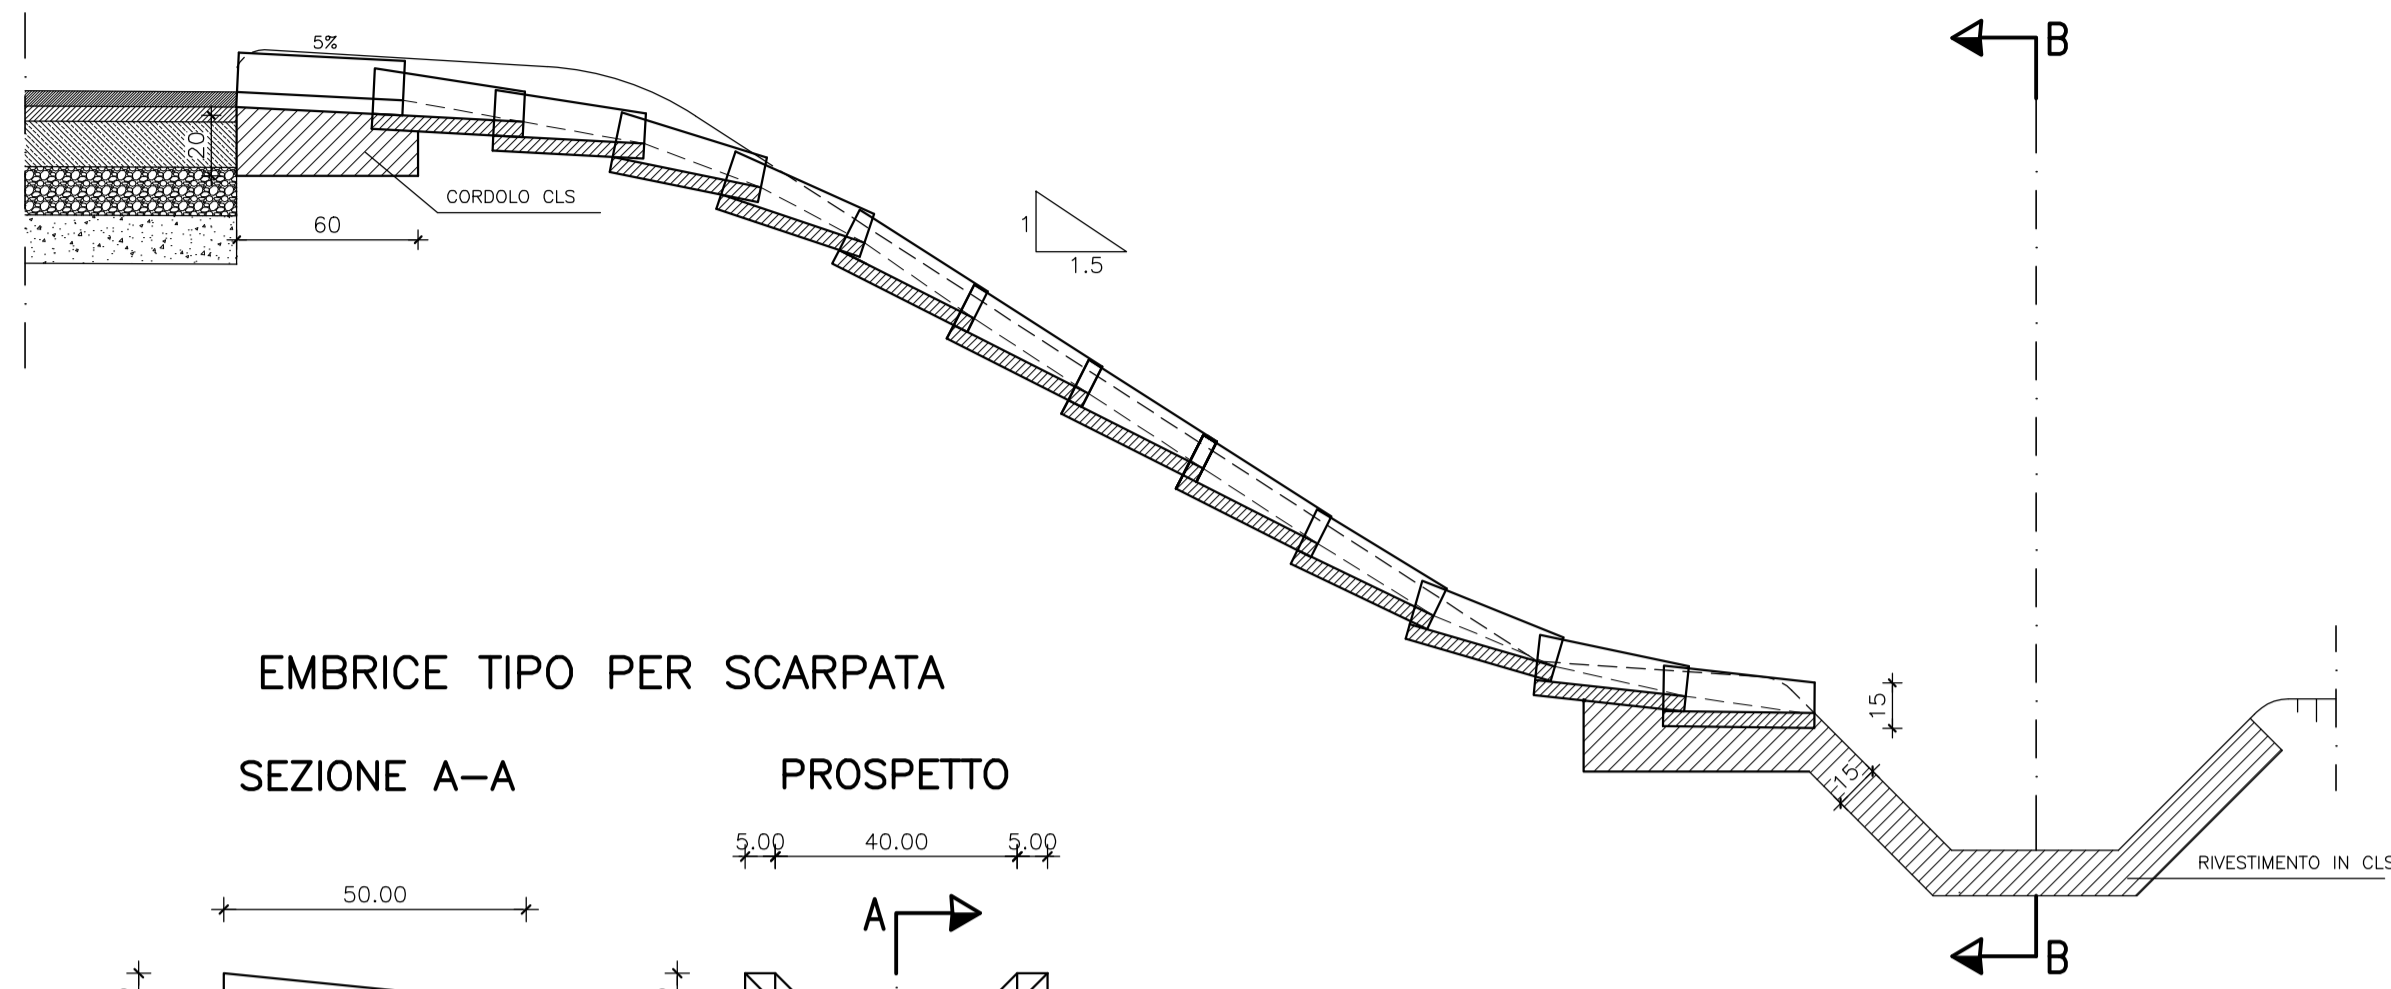 5%
B
20
CORDOLO CLS
60
1
1.5
EMBRICE TIPO PER SCARPATA
SEZIONE A-A
PROSPETTO
15
15
5.00 40.00 5.00
RIVESTIMENTO IN CLS
50.00
A
B